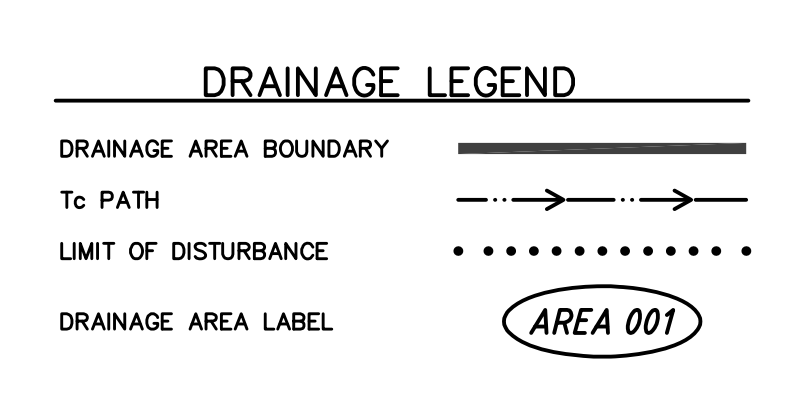 DRAINAGE LEGEND
DRAINAGE AREA BOUNDARY
Tc PATH
LIMIT OF DISTURBANCE
DRAINAGE AREA LABEL AREA 001